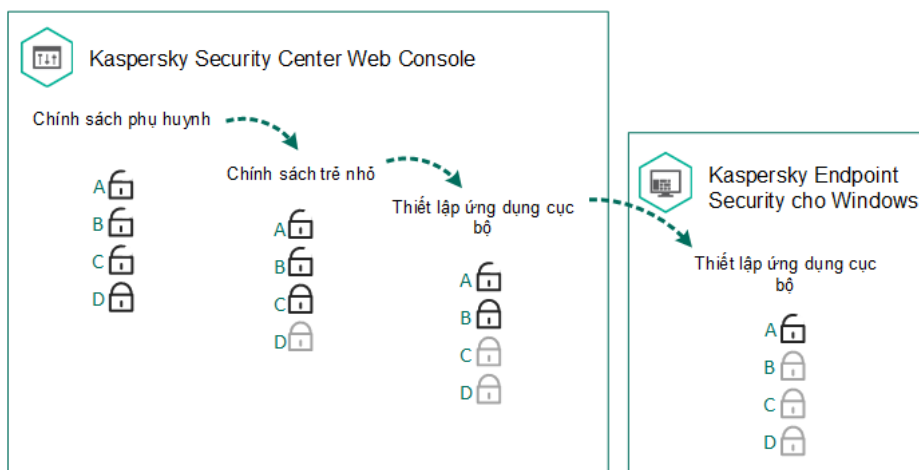 Kaspersky Security Center Web Console
Chính sách phụ huynh
A
B
C
D
Chính sách trẻ nhỏ
A
B
C
D
Thiết lập ứng dụng cục
bộ
A
B
C
D
Kaspersky Endpoint
Security cho Windows
Thiết lập ứng dụng cục
bộ
A
B
C
D